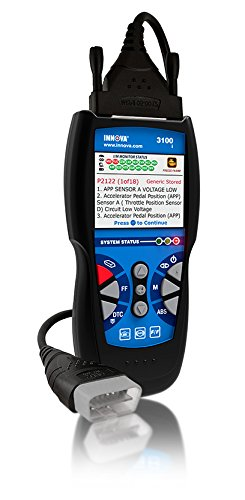 INNOVA®
www.innova.com
3100
I/M MONITOR STATUS
P2122 (1of18) Generic Stored
1. APP SENSOR A VOLTAGE LOW
2. Accelerator Pedal Position (APP)
Sensor A ( Throttle Position Sensor
D) Circuit Low Voltage
3. Accelerator Pedal Position (APP)
Press to Continue
SYSTEM STATUS
FF
M
DTC
ABS